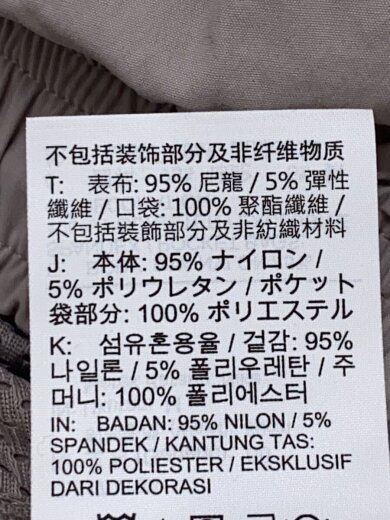 不包括装饰部分及非纤维物质
T: 表布: 95% 尼龍 / 5% 彈性
纖維 / 口袋: 100% 聚酯纖維 /
不包括裝飾部分及非紡織材料
J: 本体: 95% ナイロン /
5% ポリウレタン / ポケット
袋部分: 100% ポリエステル
K: 섬유혼용율 / 겉감: 95%
나일론 / 5% 폴리우레탄 / 주
머니: 100% 폴리에스터
IN: BADAN: 95% NILON / 5%
SPANDEK / KANTUNG TAS:
100% POLIESTER / EKSKLUSIF
DARI DEKORASI